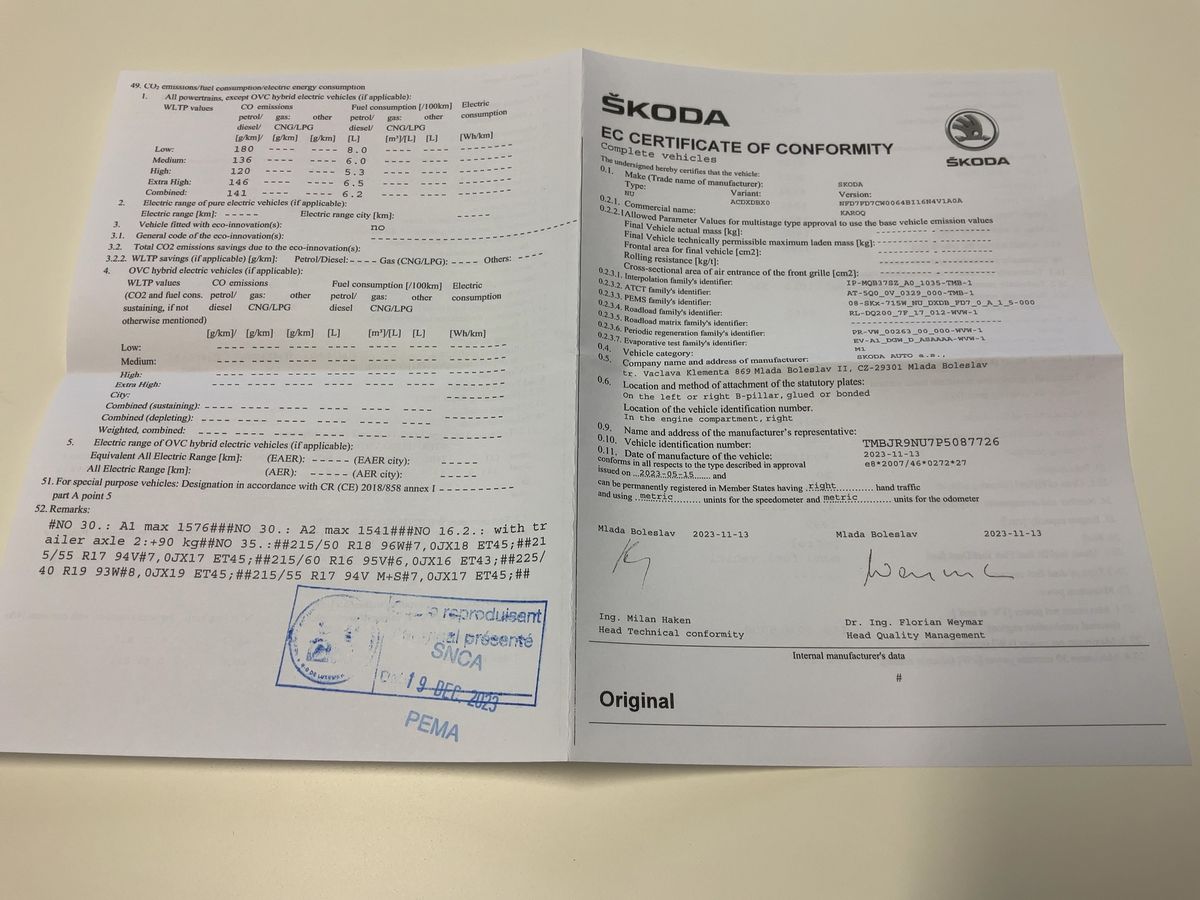 49. CO₂ emissions/fuel consumption/electric energy consumption
1. All powertrains, except OVC hybrid electric vehicles (if applicable):
WLTP values CO emissions Fuel consumption [/100km] Electric
petrol/ gas: other petrol/ gas: consumption
diesel/ CNG/LPG diesel/ CNG/LPG
[g/km]/ [g/km] [g/km] [L] [m³]/[L] [L] [Wh/km]
Low: 180 ---- ---- 8.0 ---- ----
Medium: 136 ---- ---- 6.0 ---- ----
High: 120 ---- ---- 5.3 ---- ----
Extra High: 146 ---- ---- 6.5 ---- ----
Combined: 141 ---- ---- 6.2 ---- ----
2. Electric range of pure electric vehicles (if applicable):
Electric range [km]: ----- Electric range city [km]: -----
3. Vehicle fitted with eco-innovation(s): no
3.1. General code of the eco-innovation(s):
3.2. Total CO2 emissions savings due to the eco-innovation(s):
3.2.2. WLTP savings (if applicable) [g/km]: Petrol/Diesel: ---- Gas (CNG/LPG): ---- Others: ----
4. OVC hybrid electric vehicles (if applicable):
WLTP values CO emissions Fuel consumption [/100km] Electric
(CO2 and fuel cons. petrol/ gas: other petrol/ gas: consumption
sustaining, if not diesel CNG/LPG diesel CNG/LPG
otherwise mentioned)
[g/km]/ [g/km] [g/km] [L] [m³]/[L] [L] [Wh/km]
Low: ---- ---- ---- ---- ---- ----
Medium: ---- ---- ---- ---- ---- ----
High: ---- ---- ---- ---- ---- ----
Extra High: ---- ---- ---- ---- ---- ----
City:
Combined (sustaining): ---- ---- ---- ---- ---- ----
Combined (depleting): ---- ---- ---- ---- ---- ----
Weighted, combined: ---- ---- ---- ---- ---- ----
5. Electric range of OVC hybrid electric vehicles (if applicable):
Equivalent All Electric Range [km]: (EAER): ----- (EAER city): -----
All Electric Range [km]: (AER): ----- (AER city): -----
51. For special purpose vehicles: Designation in accordance with CR (CE) 2018/858 annex I ----------
part A point 5
52. Remarks:
#NO 30.: A1 max 1576###NO 30.: A2 max 1541###NO 16.2.: with tr
ailer axle 2:+90 kg##NO 35.:##215/50 R18 96W#7,0JX18 ET45;##21
5/55 R17 94V#7,0JX17 ET45;##215/60 R16 95V#6,0JX16 ET43;##225/
40 R19 93W#8,0JX19 ET45;##215/55 R17 94V M+S#7,0JX17 ET45;##
reproduisant
présenté
SNCA
19 DEC. 2023
PEMA
ŠKODA
EC CERTIFICATE OF CONFORMITY
Complete vehicles
ŠKODA
The undersigned hereby certifies that the vehicle:
0.1. Make (Trade name of manufacturer): SKODA
Type: Variant: Version:
NU ACDXDBX0 NFD7FD7CW0064BI16N4V1A0A
0.2.1. Commercial name: KAROQ
0.2.2.1 Allowed Parameter Values for multistage type approval to use the base vehicle emission values
Final Vehicle actual mass [kg]:
Final Vehicle technically permissible maximum laden mass [kg]:
Frontal area for final vehicle [cm2]:
Rolling resistance [kg/t]:
Cross-sectional area of air entrance of the front grille [cm2]:
0.2.3.1. Interpolation family's identifier: IP-MQB37SZ_A0_1035-TMB-1
0.2.3.2. ATCT family's identifier: AT-5Q0_0V_0329_000-TMB-1
0.2.3.3. PEMS family's identifier: 08-SKx-715W_NU_DXDB_FD7_0_A_1_5-000
0.2.3.4. Roadload family's identifier: RL-DQ200_7F_17_012-WVW-1
0.2.3.5. Roadload matrix family's identifier:
0.2.3.6. Periodic regeneration family's identifier: PR-VW_00263_00_000-WVW-1
0.2.3.7. Evaporative test family's identifier: EV-A1_DGW_D_ASAAAA-WVW-1
0.4. Vehicle category: M1
0.5. Company name and address of manufacturer: SKODA AUTO a.s.,
tr. Vaclava Klementa 869 Mlada Boleslav II, CZ-29301 Mlada Boleslav
0.6. Location and method of attachment of the statutory plates:
On the left or right B-pillar, glued or bonded
Location of the vehicle identification number.
In the engine compartment, right
0.9. Name and address of the manufacturer's representative:
0.10. Vehicle identification number: TMBJR9NU7P5087726
0.11. Date of manufacture of the vehicle: 2023-11-13
conforms in all respects to the type described in approval e8*2007/46*0272*27
issued on ...2023-05-15...... and
can be permanently registered in Member States having .right.......... hand traffic
and using .metric.......... unints for the speedometer and metric.......... units for the odometer
Mlada Boleslav 2023-11-13 Mlada Boleslav 2023-11-13
Ing. Milan Haken Dr. Ing. Florian Weymar
Head Technical conformity Head Quality Management
Internal manufacturer's data
#
Original